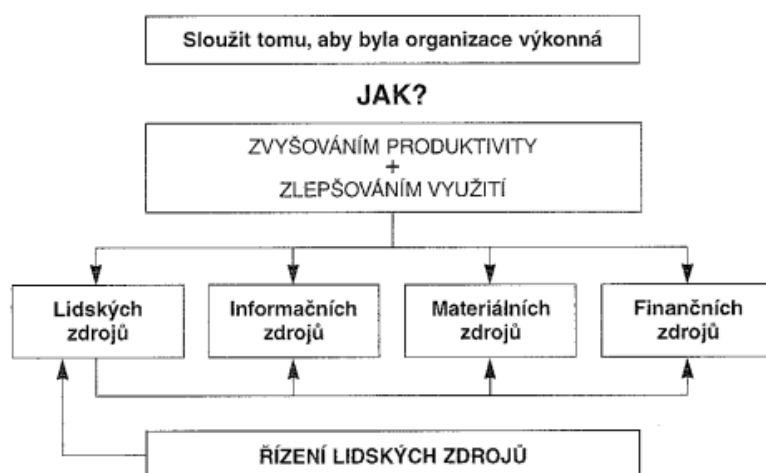 Sloužit tomu, aby byla organizace výkonná
JAK?
ZVYŠOVÁNÍM PRODUKTIVITY
+
ZLEPŠOVÁNÍM VYUŽITÍ
Lidských
zdrojů
Informačních
zdrojů
Materiálních
zdrojů
Finančních
zdrojů
ŘÍZENÍ LIDSKÝCH ZDROJŮ